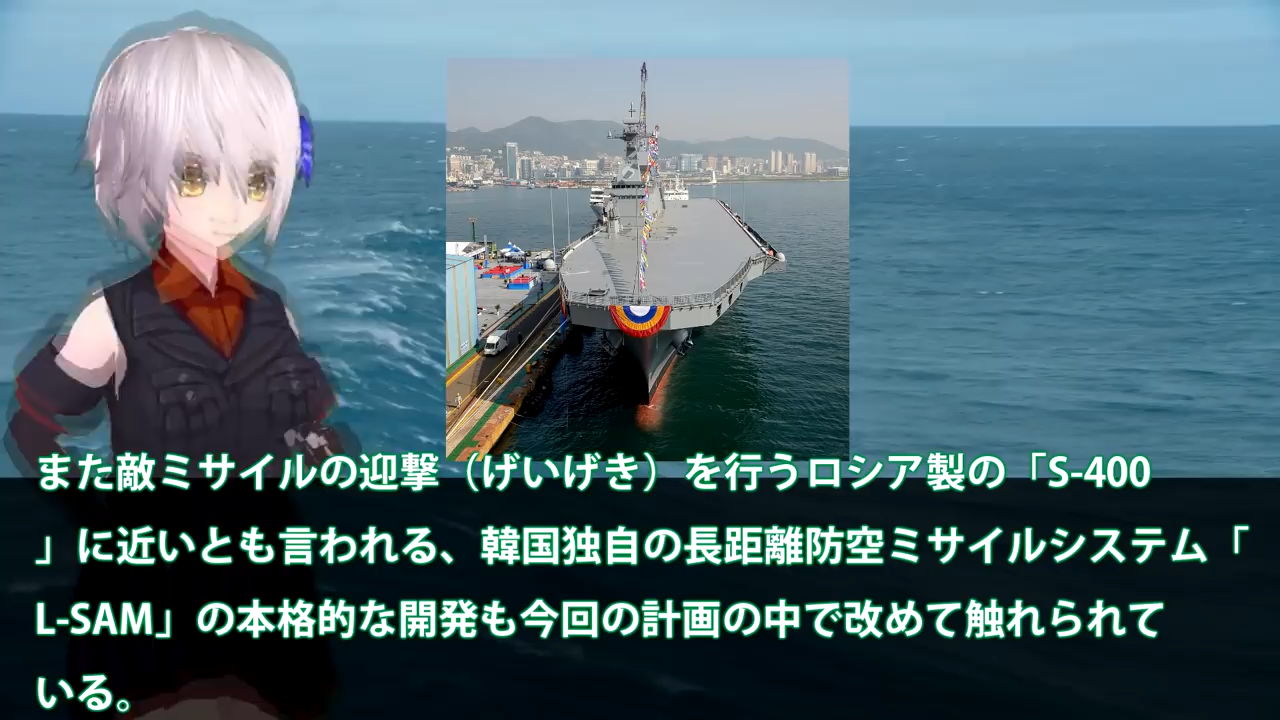 また敵ミサイルの迎撃（げいげき）を行うロシア製の「S-400
」に近いとも言われる、韓国独自の長距離防空ミサイルシステム「
L-SAM」の本格的な開発も今回の計画の中で改めて触れられて
いる。